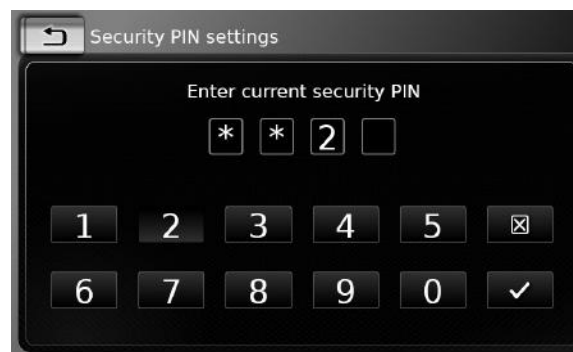 Security PIN settings
Enter current security PIN
* * 2
1 2 3 4 5
6 7 8 9 0